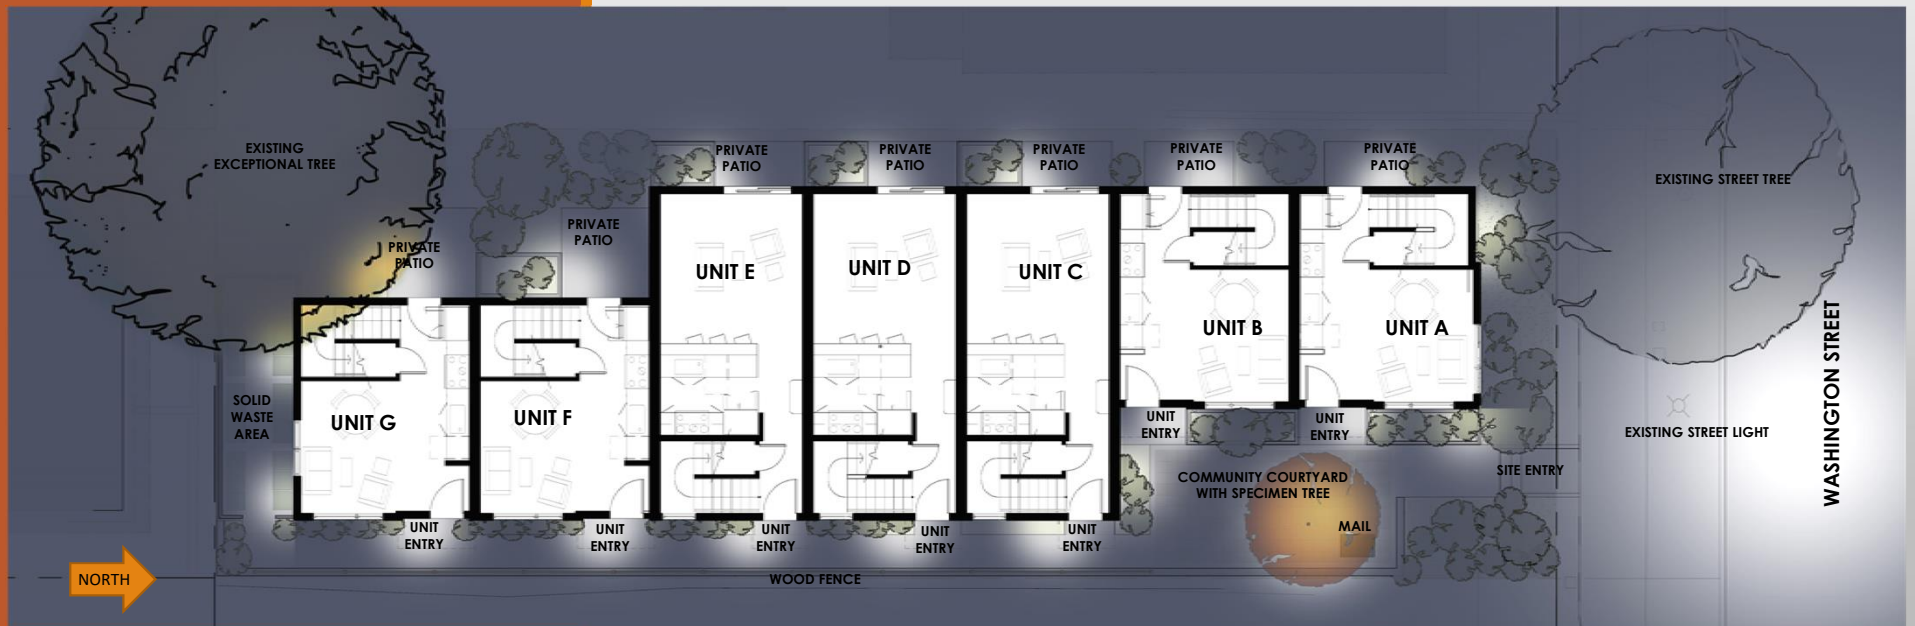 EXISTING
EXCEPTIONAL TREE
PRIVATE
PATIO
PRIVATE
PATIO
PRIVATE
PATIO
PRIVATE
PATIO
PRIVATE
PATIO
PRIVATE
PATIO
PRIVATE
PATIO
EXISTING STREET TREE
UNIT E
UNIT D
UNIT C
UNIT B
UNIT A
UNIT G
UNIT F
SOLID
WASTE
AREA
UNIT
ENTRY
UNIT
ENTRY
EXISTING STREET LIGHT
WASHINGTON STREET
SITE ENTRY
COMMUNITY COURTYARD
WITH SPECIMEN TREE
MAIL
UNIT
ENTRY
UNIT
ENTRY
UNIT
ENTRY
UNIT
ENTRY
UNIT
ENTRY
WOOD FENCE
NORTH